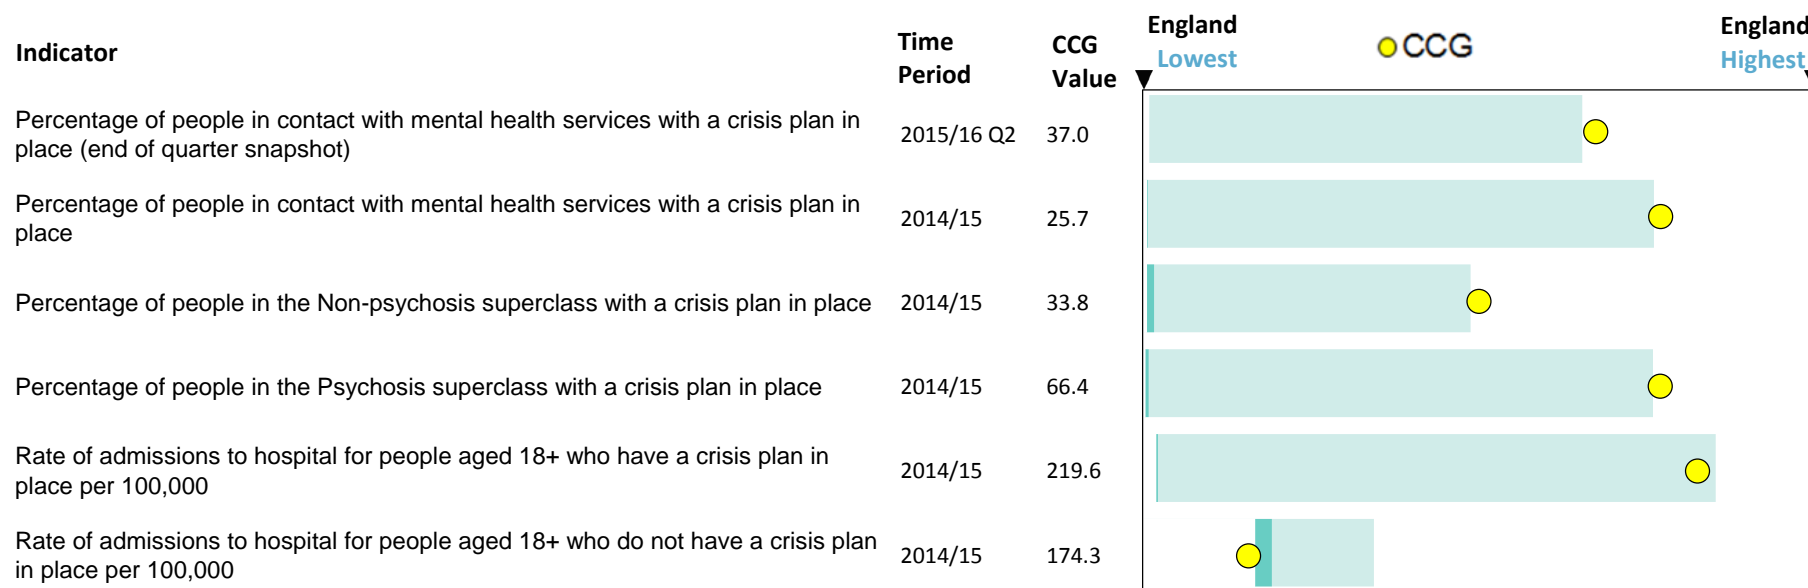 Indicator
Time
Period
CCG
Value
England
Lowest
CCG
England
Highest
Percentage of people in contact with mental health services with a crisis plan in
place (end of quarter snapshot)
2015/16 Q2
37.0
Percentage of people in contact with mental health services with a crisis plan in
place
2014/15
25.7
Percentage of people in the Non-psychosis superclass with a crisis plan in place
2014/15
33.8
Percentage of people in the Psychosis superclass with a crisis plan in place
2014/15
66.4
Rate of admissions to hospital for people aged 18+ who have a crisis plan in
place per 100,000
2014/15
219.6
Rate of admissions to hospital for people aged 18+ who do not have a crisis plan
in place per 100,000
2014/15
174.3